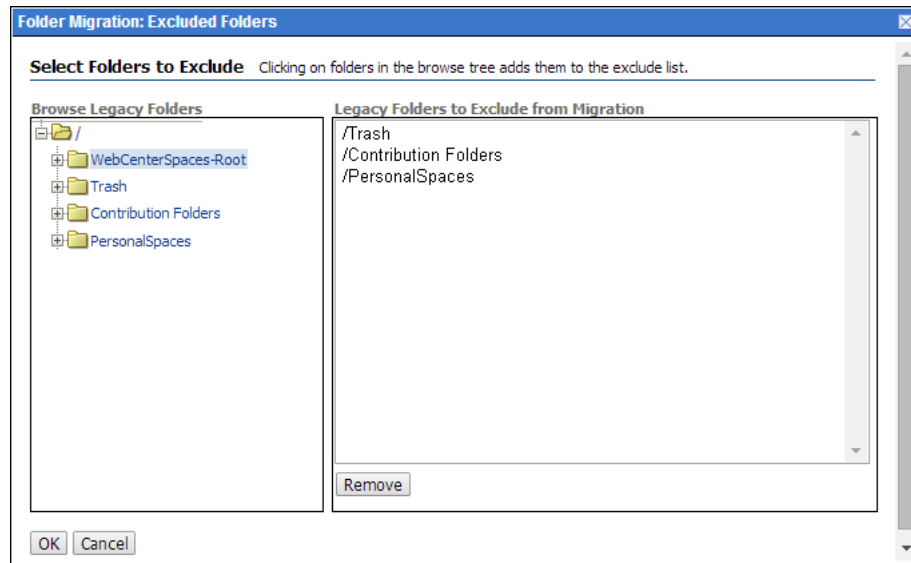 Folder Migration: Excluded Folders
Select Folders to Exclude Clicking on folders in the browse tree adds them to the exclude list.
Browse Legacy Folders
/
WebCenterSpaces-Root
Trash
Contribution Folders
PersonalSpaces
Legacy Folders to Exclude from Migration
/Trash
/Contribution Folders
/PersonalSpaces
Remove
OK Cancel